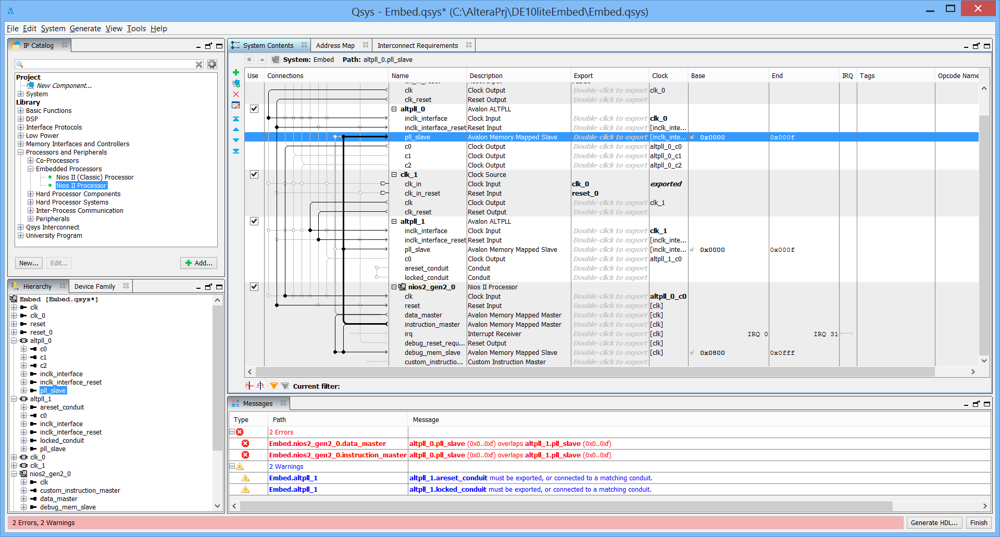 Qsys - Embed.qsys* (C:\AlteraPrj\DE10liteEmbed\Embed.qsys)
File Edit System Generate View Tools Help
IP Catalog
Project
New Component...
System
Library
Basic Functions
DSP
Interface Protocols
Low Power
Memory Interfaces and Controllers
Processors and Peripherals
Co-Processors
Embedded Processors
Nios II (Classic) Processor
Nios II Processor
Hard Processor Components
Hard Processor Systems
Inter-Process Communication
Peripherals
Qsys Interconnect
University Program
New... Edit... Add...
Hierarchy Device Family
Embed [Embed.qsys*]
clk
clk_0
reset
reset_0
altpll_0
c0
c1
c2
inclk_interface
inclk_interface_reset
pll_slave
altpll_1
areset_conduit
c0
inclk_interface
inclk_interface_reset
locked_conduit
pll_slave
clk_0
clk_1
nios2_gen2_0
clk
custom_instruction_master
data_master
debug_mem_slave
System Contents Address Map Interconnect Requirements
System: Embed Path: altpll_0.pll_slave
Use Connections Name Description Export Clock Base End IRQ Tags Opcode Name
clk Clock Output Double-click to export clk_0
clk_reset Reset Output Double-click to export
altpll_0 Avalon ALTPLL
inclk_interface Clock Input Double-click to export clk_0
inclk_interface_reset Reset Input Double-click to export [inclk_inte...
pll_slave Avalon Memory Mapped Slave Double-click to export [inclk_inte... 0x0000 0x000f
c0 Clock Output Double-click to export altpll_0_c0
c1 Clock Output Double-click to export altpll_0_c1
c2 Clock Output Double-click to export altpll_0_c2
clk_1 Clock Source
clk_in Clock Input clk_0 exported
clk_in_reset Reset Input reset_0
clk Clock Output Double-click to export clk_1
clk_reset Reset Output Double-click to export
altpll_1 Avalon ALTPLL
inclk_interface Clock Input Double-click to export clk_1
inclk_interface_reset Reset Input Double-click to export [inclk_inte...
pll_slave Avalon Memory Mapped Slave Double-click to export [inclk_inte... 0x0000 0x000f
c0 Clock Output Double-click to export altpll_1_c0
areset_conduit Conduit Double-click to export
locked_conduit Conduit Double-click to export
nios2_gen2_0 Nios II Processor
clk Clock Input Double-click to export altpll_0_c0
reset Reset Input Double-click to export [clk]
data_master Avalon Memory Mapped Master Double-click to export [clk]
instruction_master Avalon Memory Mapped Master Double-click to export [clk]
irq Interrupt Receiver Double-click to export [clk] IRQ 0 IRQ 31
debug_reset_requ... Reset Output Double-click to export [clk]
debug_mem_slave Avalon Memory Mapped Slave Double-click to export [clk] 0x0800 0x0fff
custom_instructio... Custom Instruction Master Double-click to export
Current filter:
Messages
Type Path Message
2 Errors
Embed.nios2_gen2_0.data_master altpll_0.pll_slave (0x0..0xf) overlaps altpll_1.pll_slave (0x0..0xf)
Embed.nios2_gen2_0.instruction_master altpll_0.pll_slave (0x0..0xf) overlaps altpll_1.pll_slave (0x0..0xf)
2 Warnings
Embed.altpll_1 altpll_1.areset_conduit must be exported, or connected to a matching conduit.
Embed.altpll_1 altpll_1.locked_conduit must be exported, or connected to a matching conduit.
2 Errors, 2 Warnings
Generate HDL... Finish